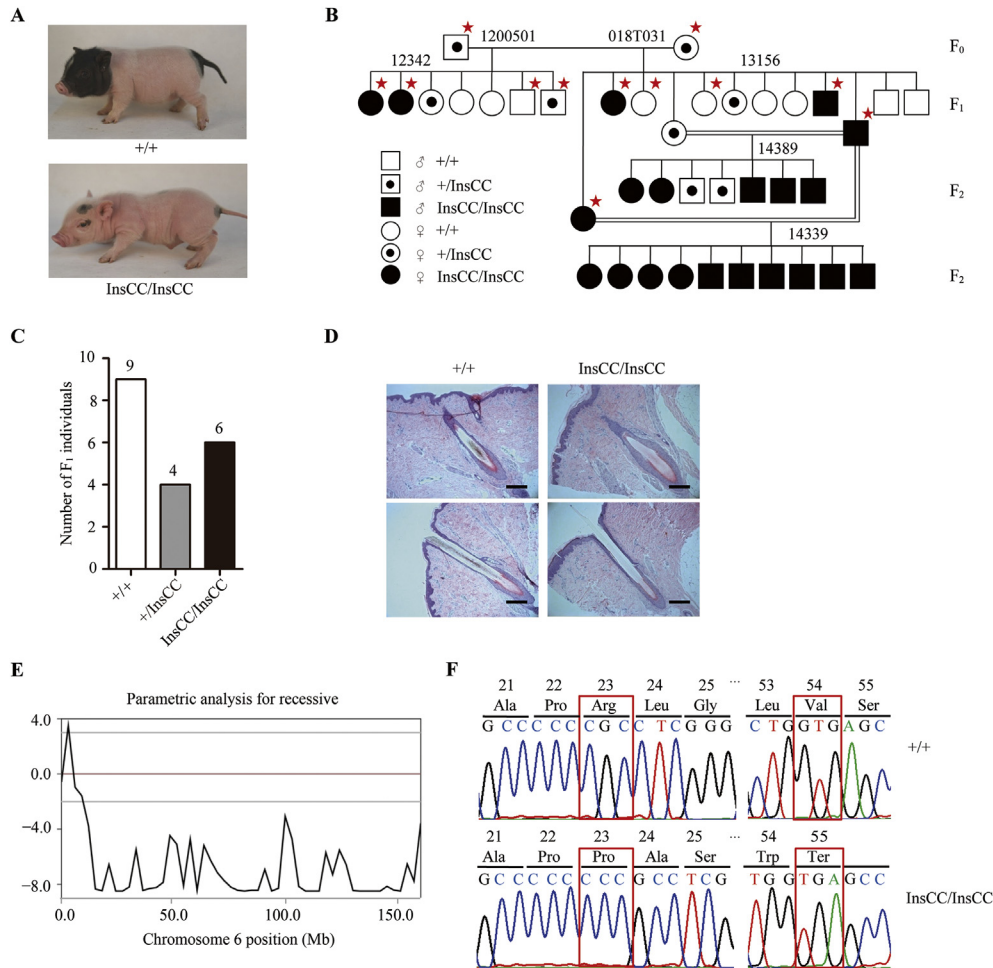 A
+/+
InsCC/InsCC
B
1200501 018T031
F0
12342 13156
F1
14389
F2
14339
F2
♂ +/+
♂ +/InsCC
♂ InsCC/InsCC
♀ +/+
♀ +/InsCC
♀ InsCC/InsCC
C
Number of F1 individuals
10
8
6
4
2
0
9
4
6
+/+
+/InsCC
InsCC/InsCC
D
+/+ InsCC/InsCC
E
Parametric analysis for recessive
4.0
0.0
−4.0
−8.0
0.0 50.0 100.0 150.0
Chromosome 6 position (Mb)
F
21 22 23 24 25 ... 53 54 55
Ala Pro Arg Leu Gly Leu Val Ser
G C C C C C C G C C T C G G G C T G G T G A G C
+/+
21 22 23 24 25 ... 54 55
Ala Pro Pro Ala Ser Trp Ter
G C C C C C C C C G C C T C G T G G T G A G C C
InsCC/InsCC